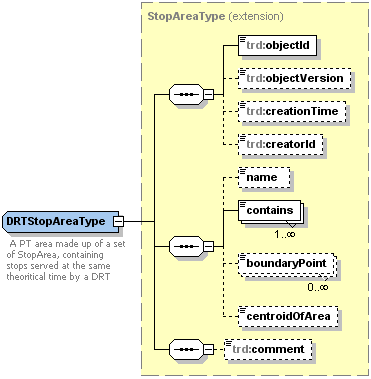 StopAreaType (extension)
trd:objectId
trd:objectVersion
trd:creationTime
trd:creatorId
name
contains
1..∞
boundaryPoint
0..∞
centroidOfArea
trd:comment
DRTStopAreaType
A PT area made up of a set
of StopArea, containing
stops served at the same
theoritical time by a DRT